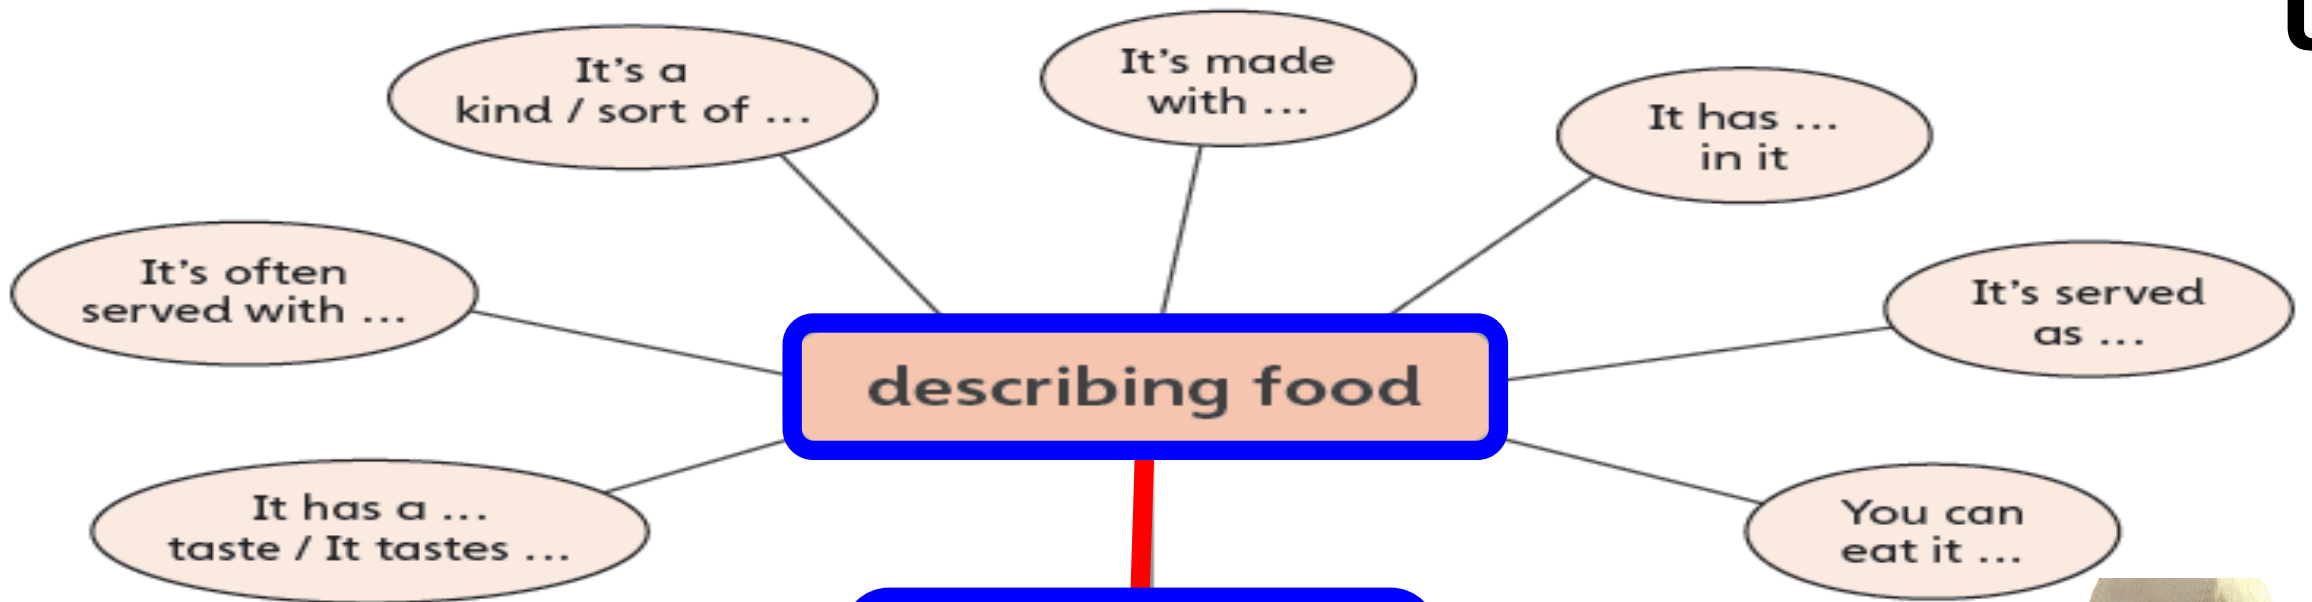 It's a
kind / sort of ...
It's made
with ...
It has ...
in it
It's often
served with ...
It's served
as ...
describing food
It has a ...
taste / It tastes ...
You can
eat it ...